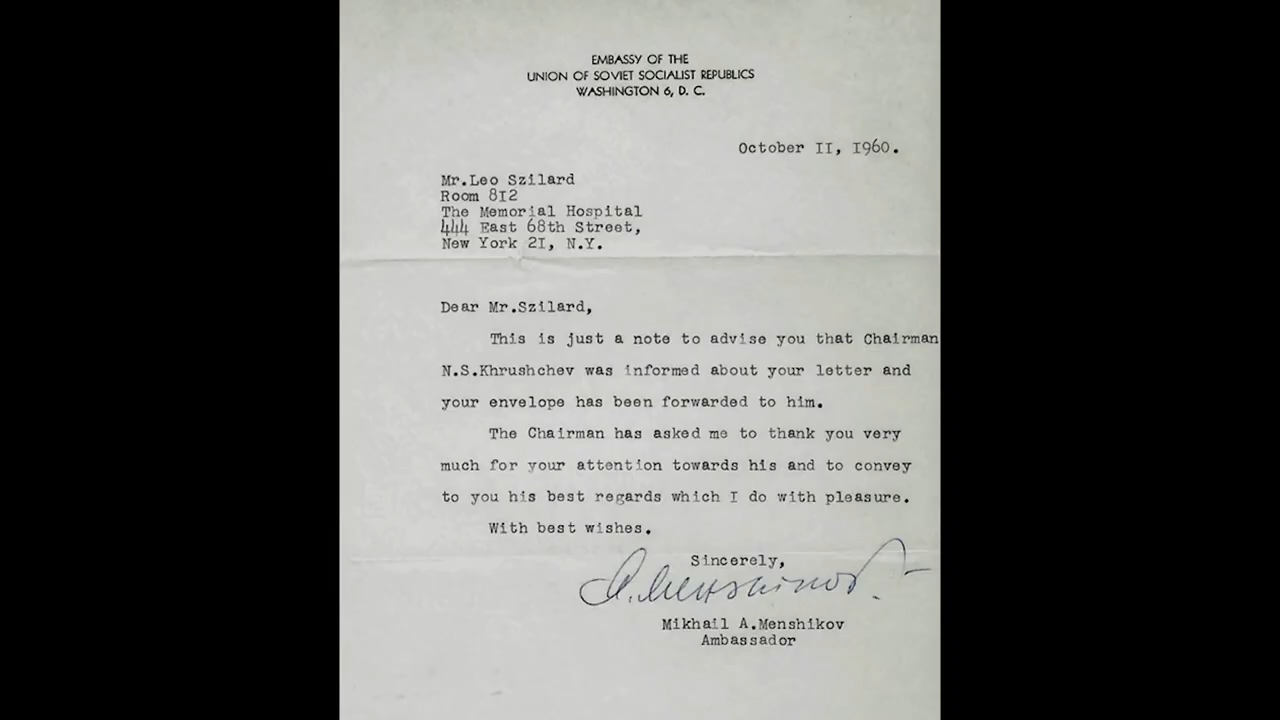 EMBASSY OF THE
UNION OF SOVIET SOCIALIST REPUBLICS
WASHINGTON 6, D. C.
October II, I960.
Mr.Leo Szilard
Room 8I2
The Memorial Hospital
444 East 68th Street,
New York 2I, N.Y.
Dear Mr.Szilard,
This is just a note to advise you that Chairman
N.S.Khrushchev was informed about your letter and
your envelope has been forwarded to him.
The Chairman has asked me to thank you very
much for your attention towards his and to convey
to you his best regards which I do with pleasure.
With best wishes.
Sincerely,
Mikhail A.Menshikov
Ambassador